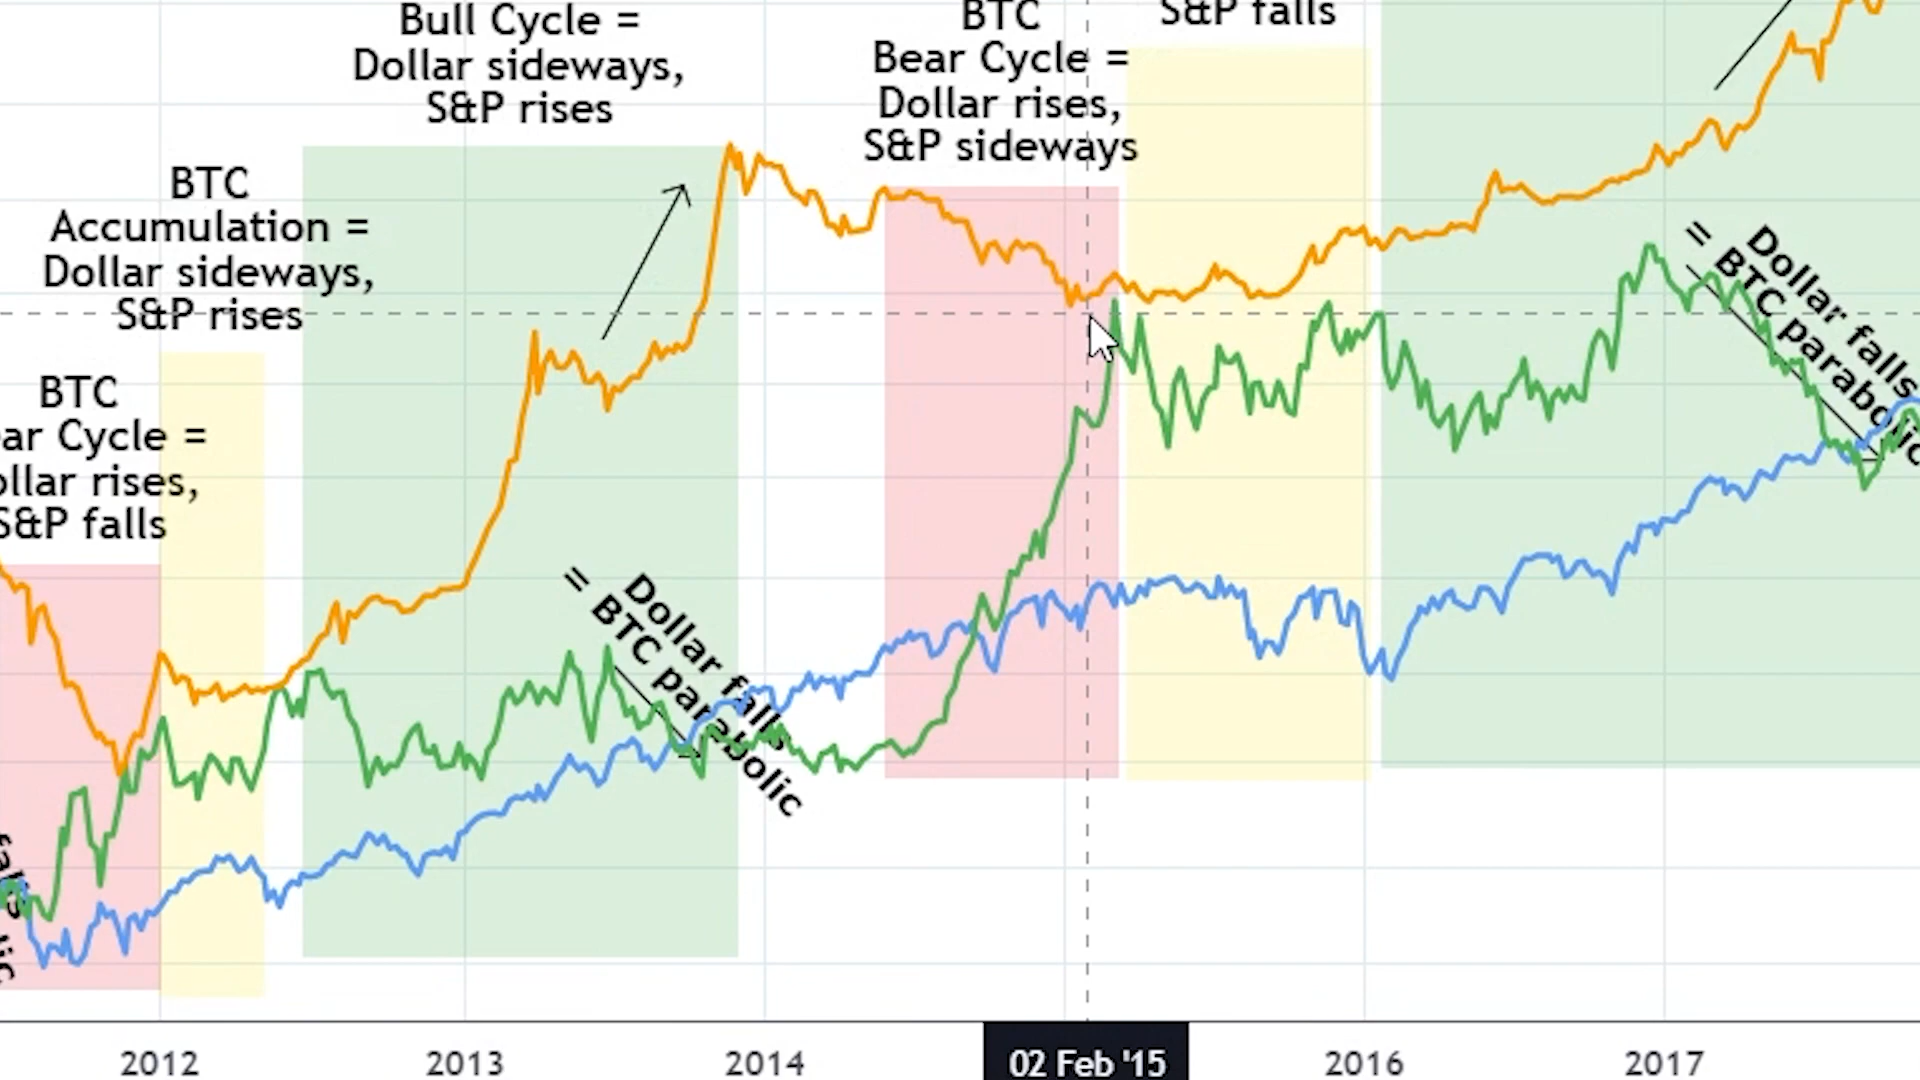 Bull Cycle =
Dollar sideways,
S&P rises
BTC
Bear Cycle =
Dollar rises,
S&P sideways
S&P falls
BTC
Accumulation =
Dollar sideways,
S&P rises
BTC
ar Cycle =
ollar rises,
S&P falls
Dollar falls
= BTC parabolic
Dollar falls
= BTC parabolic
2012
2013
2014
02 Feb '15
2016
2017